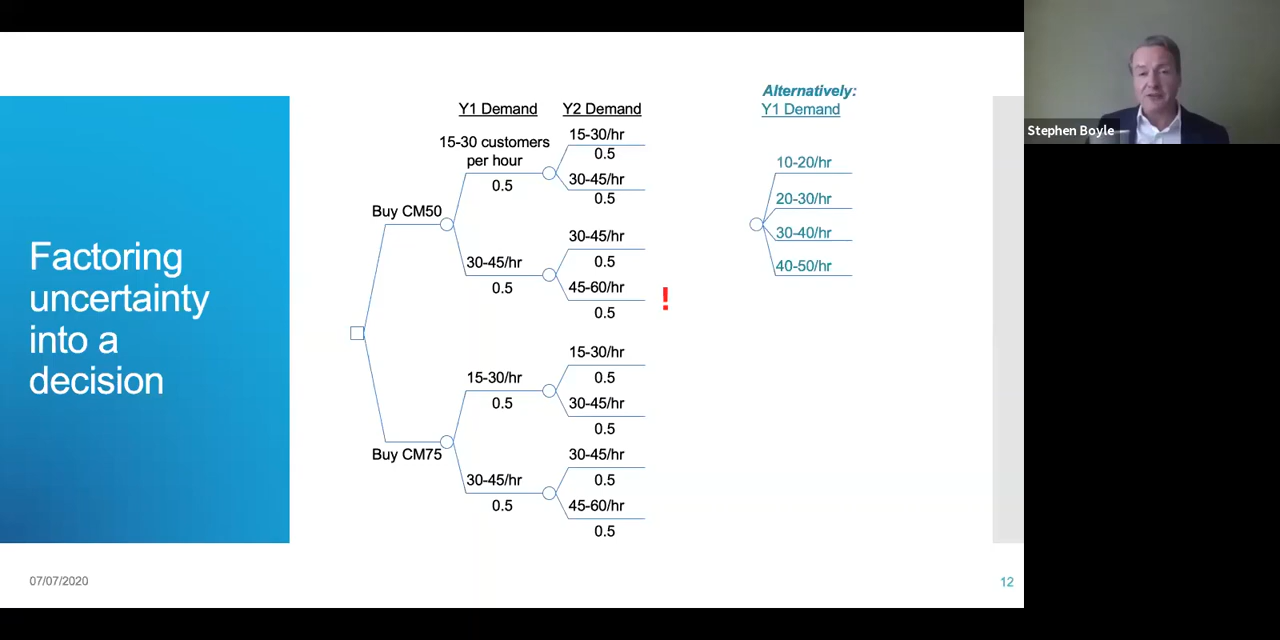 Factoring
uncertainty
into a
decision
Y1 Demand
Y2 Demand
15-30 customers
per hour
0.5
15-30/hr
0.5
30-45/hr
0.5
Buy CM50
30-45/hr
0.5
30-45/hr
0.5
45-60/hr
0.5
!
15-30/hr
0.5
15-30/hr
0.5
30-45/hr
0.5
Buy CM75
30-45/hr
0.5
30-45/hr
0.5
45-60/hr
0.5
Alternatively:
Y1 Demand
10-20/hr
20-30/hr
30-40/hr
40-50/hr
07/07/2020
12
Stephen Boyle